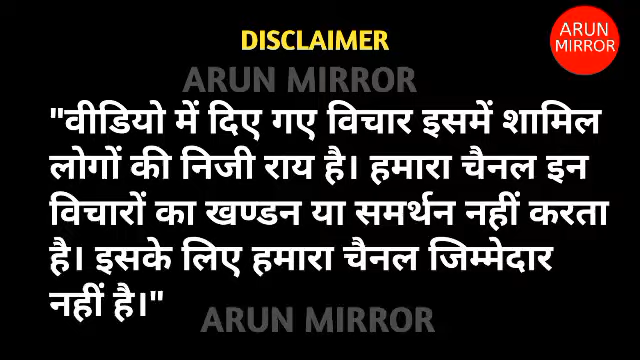 DISCLAIMER
ARUN
MIRROR
ARUN MIRROR
"वीडियो में दिए गए विचार इसमें शामिल
लोगों की निजी राय है। हमारा चैनल इन
विचारों का खण्डन या समर्थन नहीं करता
है। इसके लिए हमारा चैनल जिम्मेदार
नहीं है।"
ARUN MIRROR